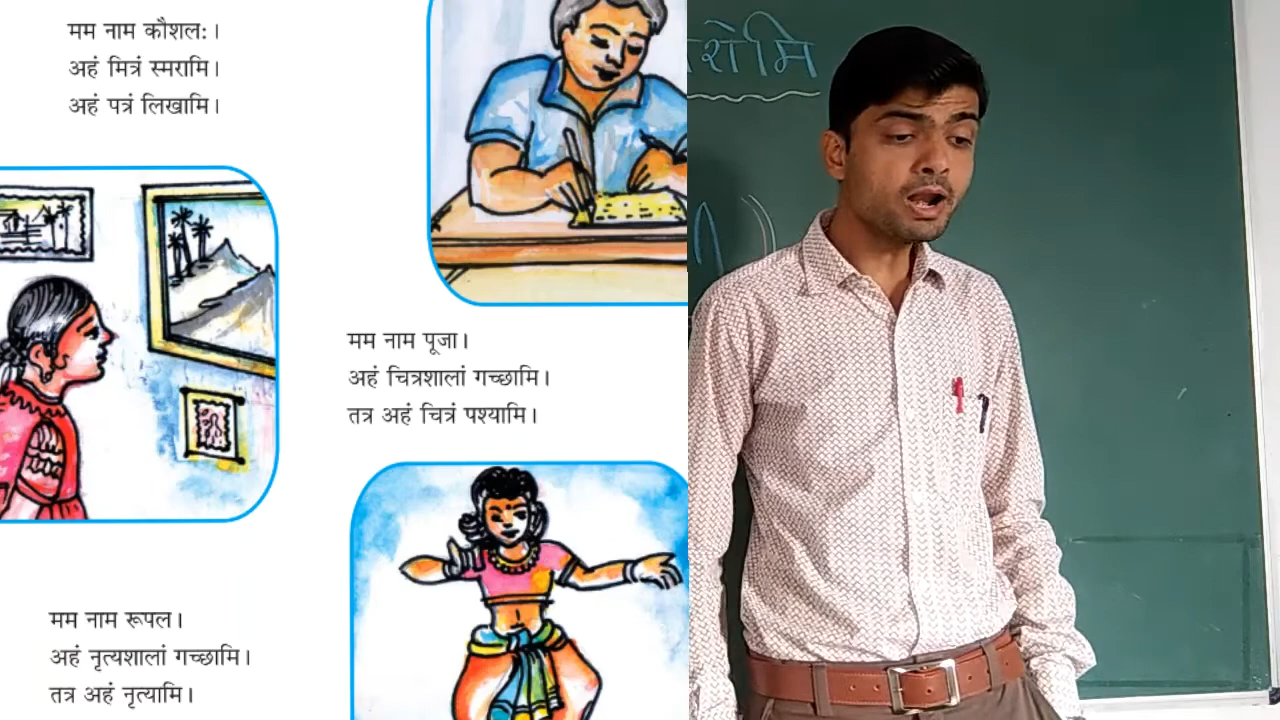 मम नाम कौशलः।
अहं मित्रं स्मरामि।
अहं पत्रं लिखामि।
मम नाम पूजा।
अहं चित्रशालां गच्छामि।
तत्र अहं चित्रं पश्यामि।
मम नाम रूपल।
अहं नृत्यशालां गच्छामि।
तत्र अहं नृत्यामि।